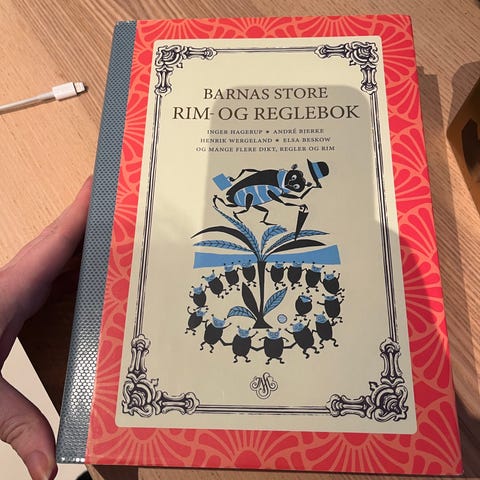 BARNAS STORE
RIM- OG REGLEBOK
INGER HAGERUP ★ ANDRÉ BJERKE
HENRIK WERGELAND ★ ELSA BESKOW
OG MANGE FLERE DIKT, REGLER OG RIM